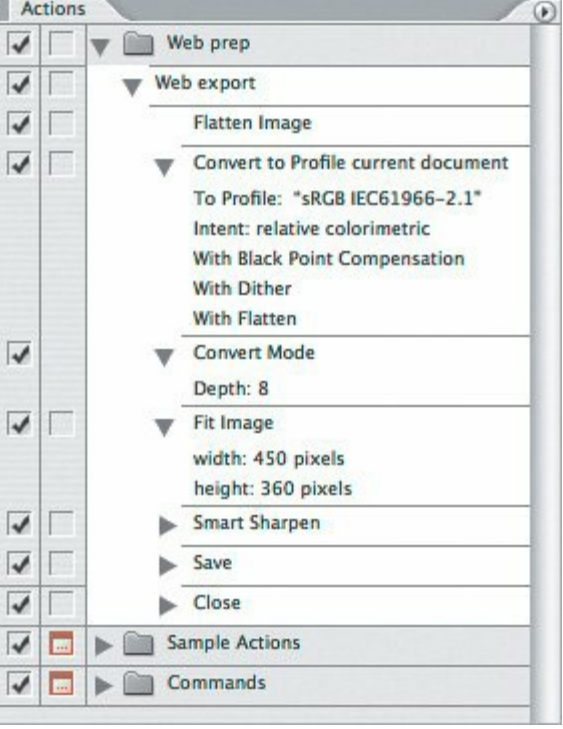 Actions
Web prep
Web export
Flatten Image
Convert to Profile current document
To Profile: "sRGB IEC61966-2.1"
Intent: relative colorimetric
With Black Point Compensation
With Dither
With Flatten
Convert Mode
Depth: 8
Fit Image
width: 450 pixels
height: 360 pixels
Smart Sharpen
Save
Close
Sample Actions
Commands